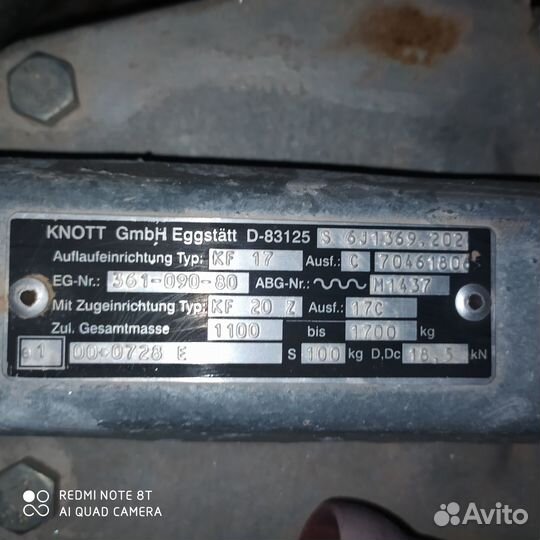 KNOTT GmbH Eggstätt D-83125 S 6J1369.202
Auflaufeinrichtung Typ: KF 17 Ausf.: C 70461806
EG-Nr.: 361-090-80 ABG-Nr.: M1437
Mit Zugeinrichtung Typ: KF 20 Z Ausf.: 17C
Zul. Gesamtmasse 1100 bis 1700 kg
e1 00-0728 E S 100 kg D,Dc 18,5 kN
REDMI NOTE 8T
AI QUAD CAMERA
Avito